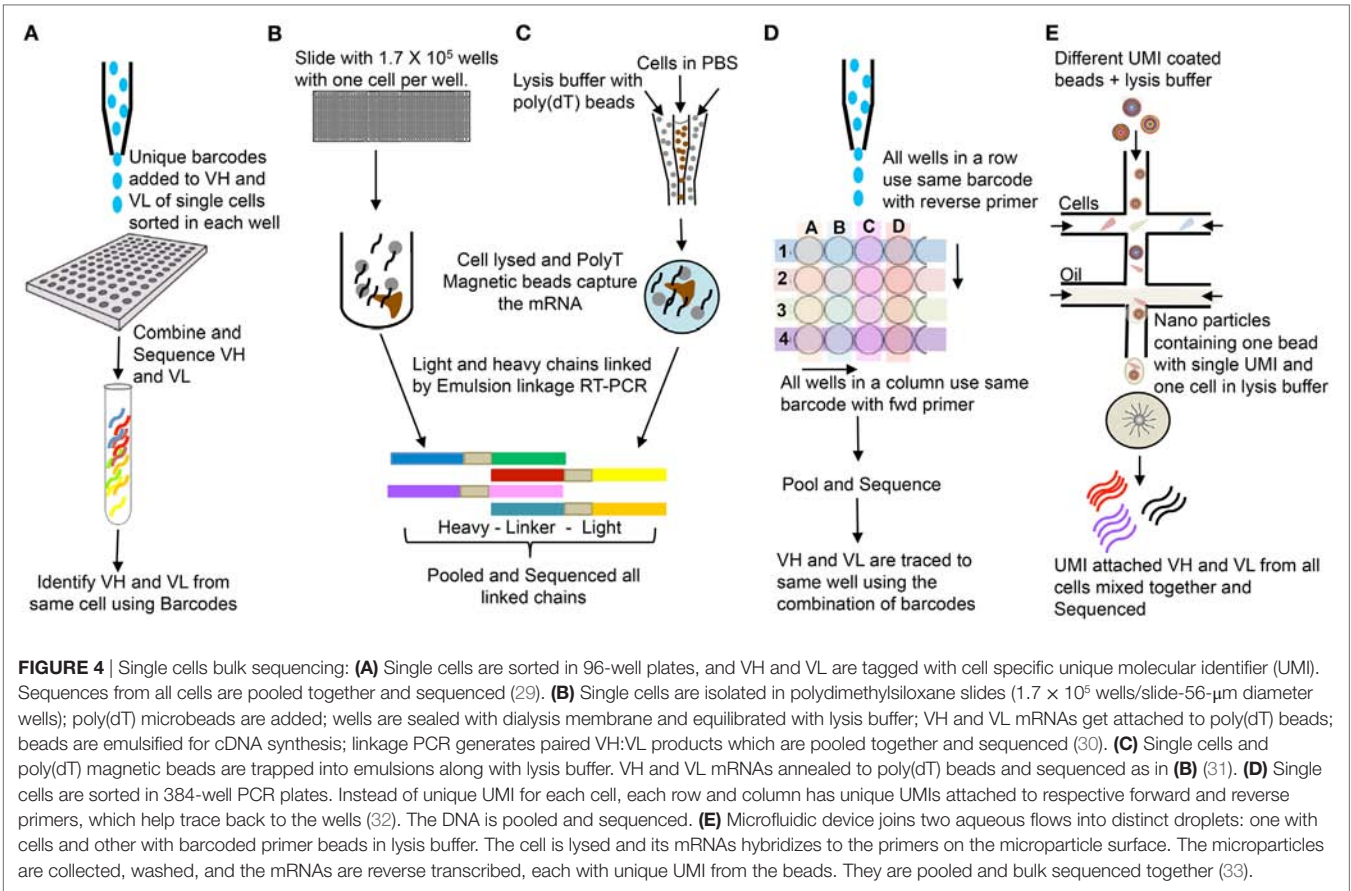 A
Unique barcodes
added to VH and
VL of single cells
sorted in each well
Combine and
Sequence VH
and VL
Identify VH and VL from
same cell using Barcodes
B
Slide with 1.7 X 10⁵ wells
with one cell per well.
C
Cells in PBS
Lysis buffer with
poly(dT) beads
Cell lysed and PolyT
Magnetic beads capture
the mRNA
Light and heavy chains linked
by Emulsion linkage RT-PCR
Heavy - Linker - Light
Pooled and Sequenced all
linked chains
D
All wells in a row
use same barcode
with reverse primer
A B C D
1
2
3
4
All wells in a column use same
barcode with fwd primer
Pool and Sequence
VH and VL are traced to
same well using the
combination of barcodes
E
Different UMI coated
beads + lysis buffer
Cells
Oil
Nano particles
containing one bead
with single UMI and
one cell in lysis buffer
UMI attached VH and VL from all
cells mixed together and
Sequenced
FIGURE 4 | Single cells bulk sequencing: (A) Single cells are sorted in 96-well plates, and VH and VL are tagged with cell specific unique molecular identifier (UMI).
Sequences from all cells are pooled together and sequenced (29). (B) Single cells are isolated in polydimethylsiloxane slides (1.7 × 10⁵ wells/slide-56-μm diameter
wells); poly(dT) microbeads are added; wells are sealed with dialysis membrane and equilibrated with lysis buffer; VH and VL mRNAs get attached to poly(dT) beads;
beads are emulsified for cDNA synthesis; linkage PCR generates paired VH:VL products which are pooled together and sequenced (30). (C) Single cells and
poly(dT) magnetic beads are trapped into emulsions along with lysis buffer. VH and VL mRNAs annealed to poly(dT) beads and sequenced as in (B) (31). (D) Single
cells are sorted in 384-well PCR plates. Instead of unique UMI for each cell, each row and column has unique UMIs attached to respective forward and reverse
primers, which help trace back to the wells (32). The DNA is pooled and sequenced. (E) Microfluidic device joins two aqueous flows into distinct droplets: one with
cells and other with barcoded primer beads in lysis buffer. The cell is lysed and its mRNAs hybridizes to the primers on the microparticle surface. The microparticles
are collected, washed, and the mRNAs are reverse transcribed, each with unique UMI from the beads. They are pooled and bulk sequenced together (33).